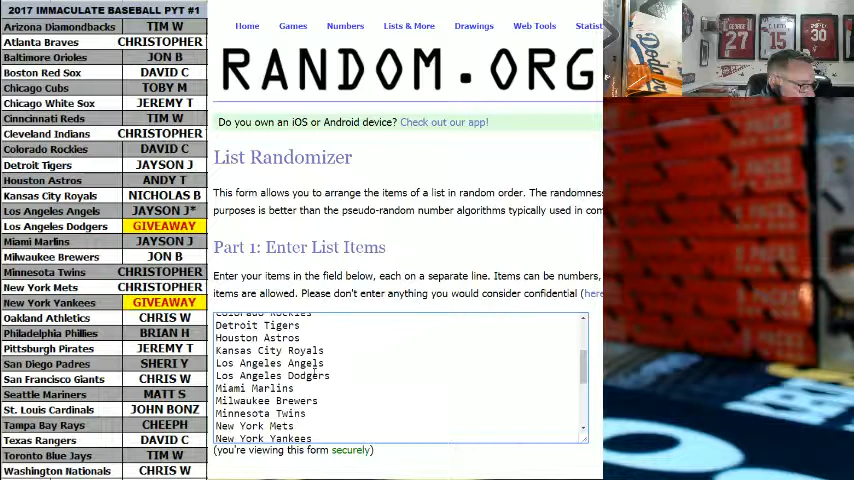 2017 IMMACULATE BASEBALL PYT #1
Arizona Diamondbacks TIM W
Atlanta Braves CHRISTOPHER
Baltimore Orioles JON B
Boston Red Sox DAVID C
Chicago Cubs TOBY M
Chicago White Sox JEREMY T
Cinncinati Reds TIM W
Cleveland Indians CHRISTOPHER
Colorado Rockies DAVID C
Detroit Tigers JAYSON J
Houston Astros ANDY T
Kansas City Royals NICHOLAS B
Los Angeles Angels JAYSON J*
Los Angeles Dodgers GIVEAWAY
Miami Marlins JAYSON J
Milwaukee Brewers JON B
Minnesota Twins CHRISTOPHER
New York Mets CHRISTOPHER
New York Yankees GIVEAWAY
Oakland Athletics CHRIS W
Philadelphia Phillies BRIAN H
Pittsburgh Pirates JEREMY T
San Diego Padres SHERI Y
San Francisco Giants CHRIS W
Seattle Mariners MATT S
St. Louis Cardinals JOHN BONZ
Tampa Bay Rays CHEEPH
Texas Rangers DAVID C
Toronto Blue Jays TIM W
Washington Nationals CHRIS W
Home Games Numbers Lists & More Drawings Web Tools Statist
RANDOM.ORG
Do you own an iOS or Android device? Check out our app!
List Randomizer
This form allows you to arrange the items of a list in random order. The randomness
purposes is better than the pseudo-random number algorithms typically used in com
Part 1: Enter List Items
Enter your items in the field below, each on a separate line. Items can be numbers,
items are allowed. Please don't enter anything you would consider confidential (here
Colorado Rockies
Detroit Tigers
Houston Astros
Kansas City Royals
Los Angeles Angels
Los Angeles Dodgers
Miami Marlins
Milwaukee Brewers
Minnesota Twins
New York Mets
New York Yankees
(you're viewing this form securely)
27
15
30